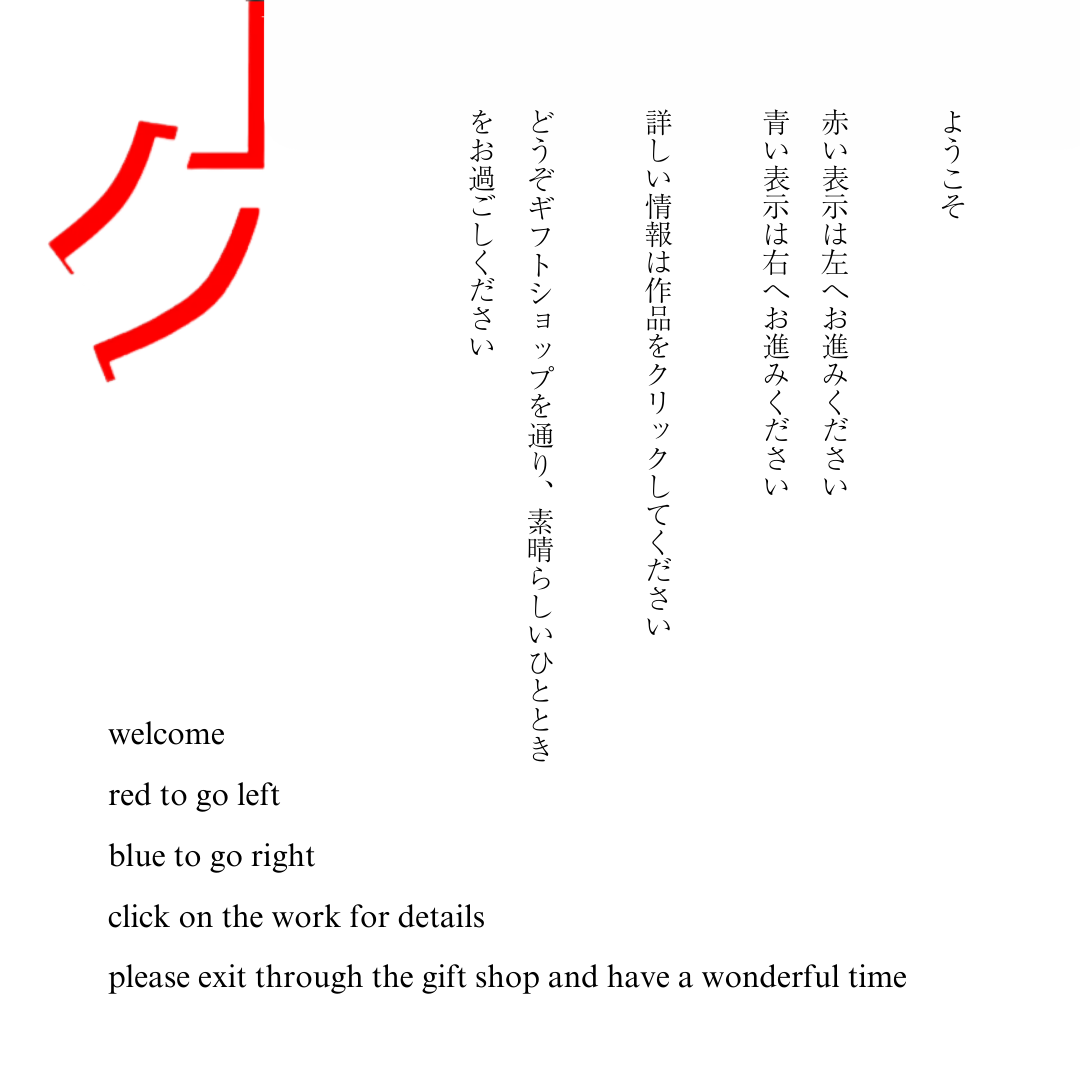 ようこそ
赤い表示は左へお進みください
青い表示は右へお進みください
詳しい情報は作品をクリックしてください
どうぞギフトショップを通り、素晴らしいひととき
をお過ごしください
welcome
red to go left
blue to go right
click on the work for details
please exit through the gift shop and have a wonderful time